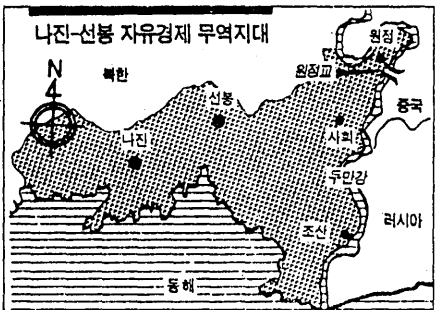 나진-선봉 자유경제 무역지대
N
북한
원정
원정교
중국
선봉
나진
사회
두만강
조산
러시아
동해